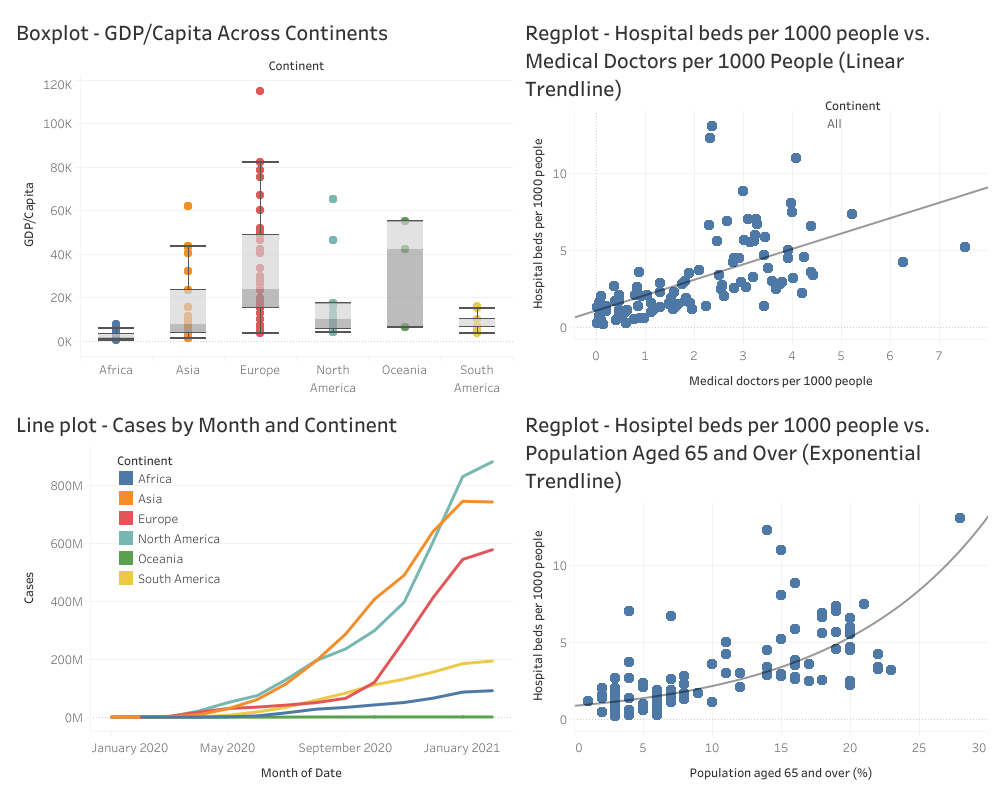 Boxplot - GDP/Capita Across Continents
Continent
120K
100K
80K
60K
40K
20K
0K
GDP/Capita
Africa
Asia
Europe
North
America
Oceania
South
America
Regplot - Hospital beds per 1000 people vs.
Medical Doctors per 1000 People (Linear
Trendline)
Continent
All
10
5
0
Hospital beds per 1000 people
0 1 2 3 4 5 6 7
Medical doctors per 1000 people
Line plot - Cases by Month and Continent
Continent
Africa
Asia
Europe
North America
Oceania
South America
800M
600M
400M
200M
0M
Cases
January 2020 May 2020 September 2020 January 2021
Month of Date
Regplot - Hosiptel beds per 1000 people vs.
Population Aged 65 and Over (Exponential
Trendline)
10
5
0
Hospital beds per 1000 people
0 5 10 15 20 25 30
Population aged 65 and over (%)